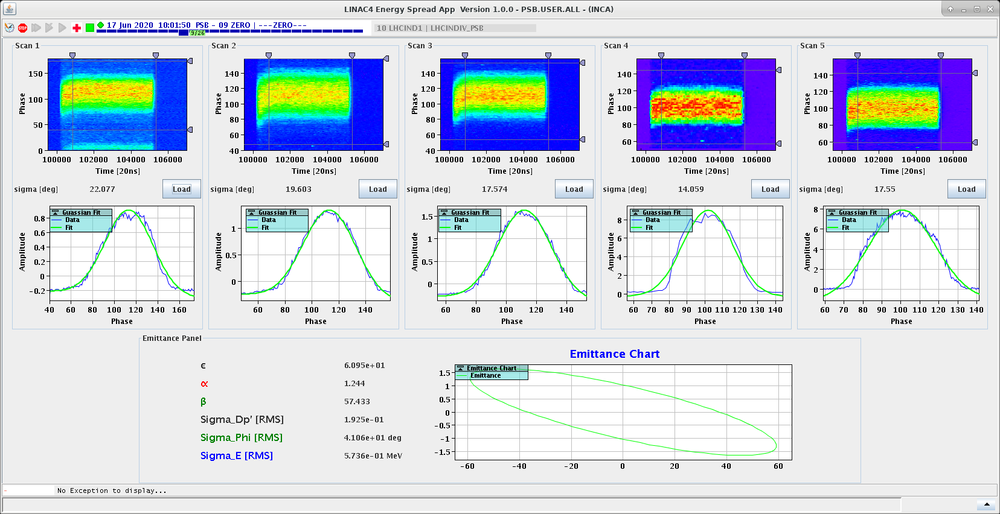 LINAC4 Energy Spread App  Version 1.0.0 - PSB.USER.ALL - (INCA)
STOP
17 Jun 2020  10:01:50  PSB - 09 ZERO | ---ZERO---
9/26
10 LHCIND1 | LHCINDIV_PSB
Scan 1
Phase
150
100
50
0
100000 102000 104000 106000
Time [20ns]
sigma [deg] 22.077 Load
Guassian Fit
Data
Fit
Amplitude
0.8
0.6
0.4
0.2
0
-0.2
40 60 80 100 120 140 160
Phase
Scan 2
Phase
140
120
100
80
60
40
100000 102000 104000 106000
Time [20ns]
sigma [deg] 19.603 Load
Guassian Fit
Data
Fit
Amplitude
1
0.5
0
60 80 100 120 140
Phase
Scan 3
Phase
140
120
100
80
60
40
100000 102000 104000 106000
Time [20ns]
sigma [deg] 17.574 Load
Guassian Fit
Data
Fit
Amplitude
1.5
1
0.5
0
60 80 100 120 140
Phase
Scan 4
Phase
140
120
100
80
60
100000 102000 104000 106000
Time [20ns]
sigma [deg] 14.059 Load
Guassian Fit
Data
Fit
Amplitude
8
6
4
2
0
60 70 80 90 100 110 120 130 140
Phase
Scan 5
Phase
140
120
100
80
60
100000 102000 104000 106000
Time [20ns]
sigma [deg] 17.55 Load
Guassian Fit
Data
Fit
Amplitude
8
6
4
2
0
60 70 80 90 100 110 120 130 140
Phase
Emittance Panel
ϵ 6.095e+01
α 1.244
β 57.433
Sigma_Dp' [RMS] 1.925e-01
Sigma_Phi [RMS] 4.106e+01 deg
Sigma_E [RMS] 5.736e-01 MeV
Emittance Chart
Emittance Chart
Emittance
1.5
1
0.5
0
-0.5
-1
-1.5
-60 -40 -20 0 20 40 60
- No Exception to display...